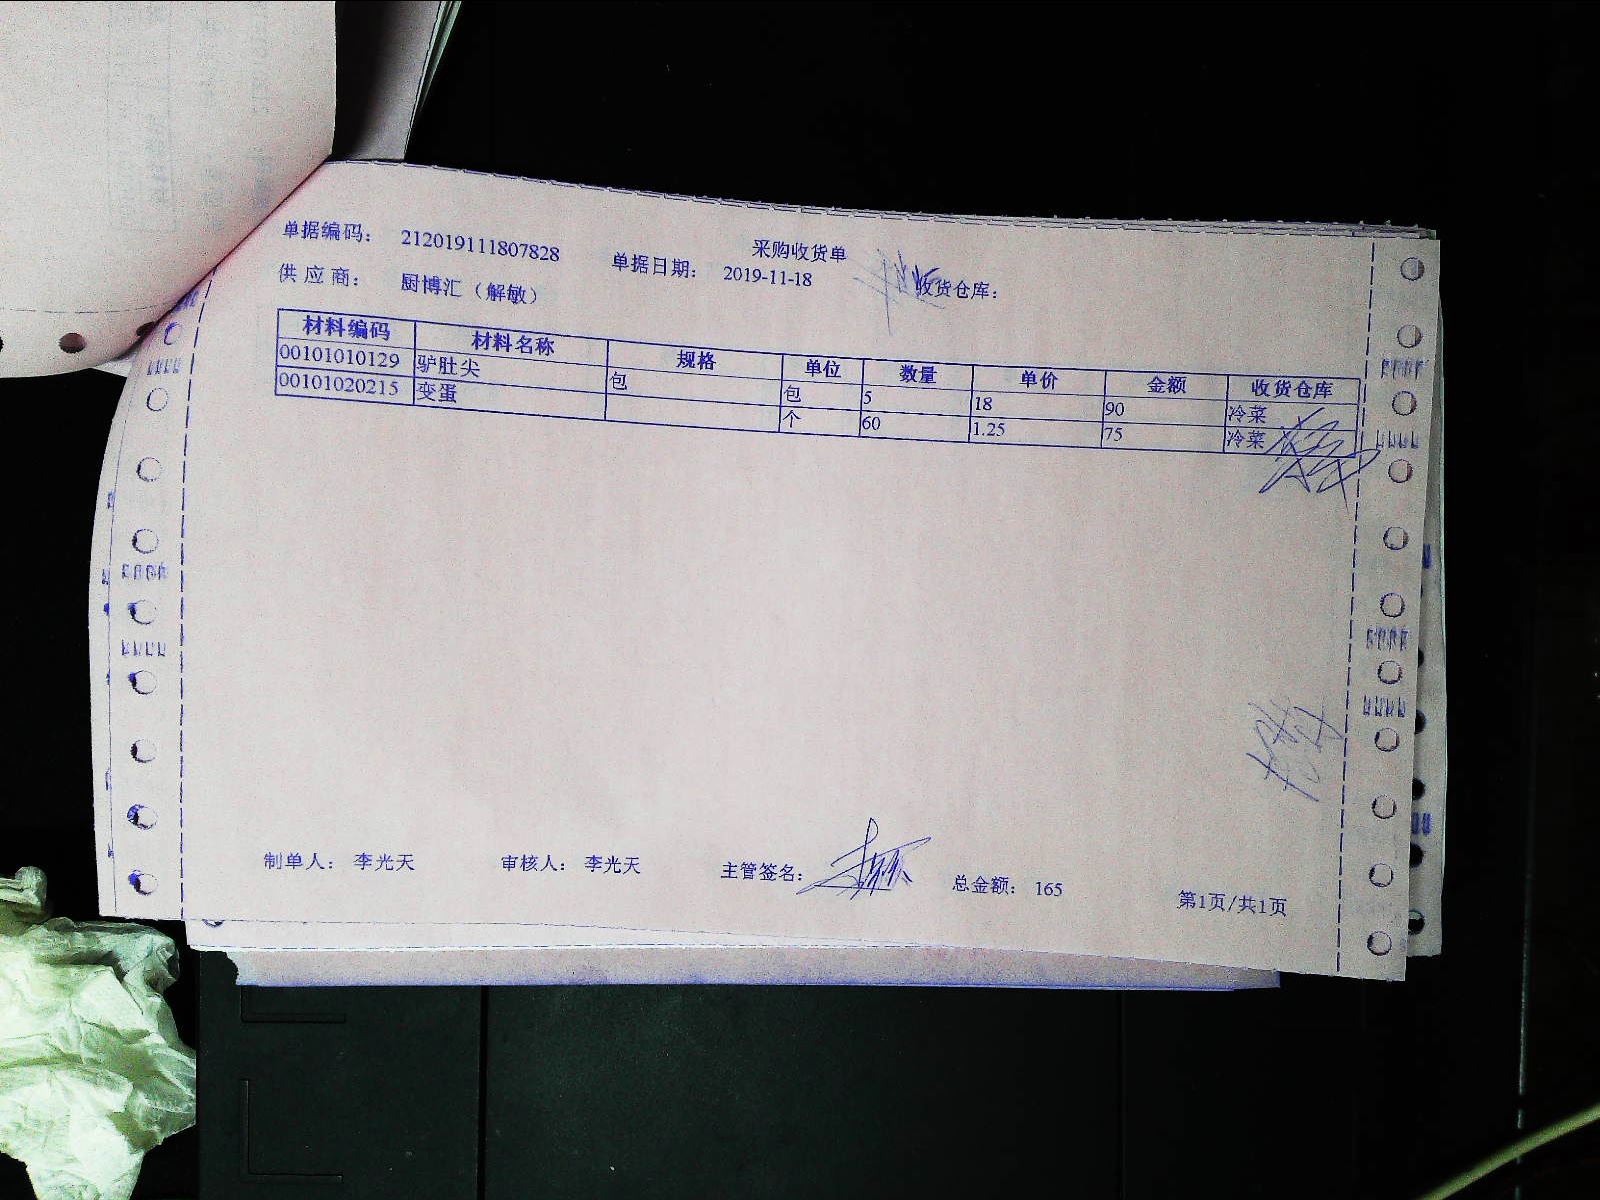 采购收货单
单据编码： 212019111807828 单据日期： 2019-11-18 收货仓库：
供 应 商： 厨博汇（解敏）
材料编码 材料名称 规格 单位 数量 单价 金额 收货仓库
00101010129 驴肚尖 包 包 5 18 90 冷菜
00101020215 变蛋 个 60 1.25 75 冷菜
制单人： 李光天 审核人： 李光天 主管签名： 总金额： 165
第1页/共1页